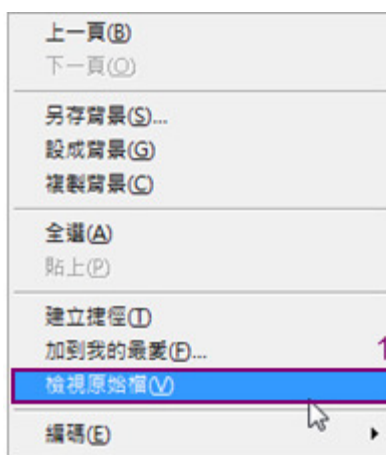 上一頁(B)
下一頁(O)
另存背景(S)...
設成背景(G)
複製背景(C)
全選(A)
貼上(P)
建立捷徑(T)
加到我的最愛(F)...
1
檢視原始檔(V)
編碼(E)